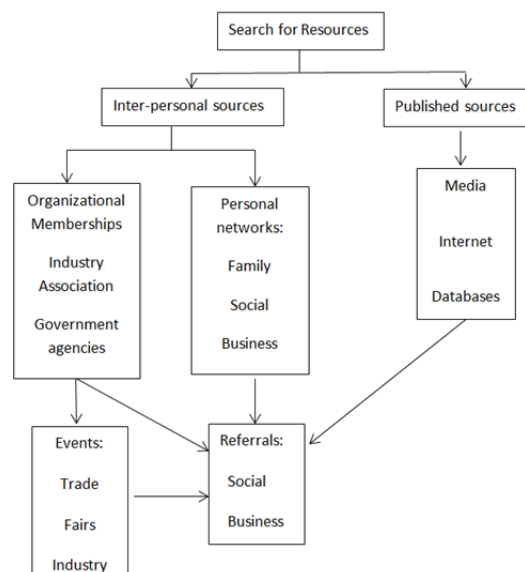 Search for Resources
Inter-personal sources
Published sources
Organizational
Memberships
Industry
Association
Government
agencies
Personal
networks:
Family
Social
Business
Media
Internet
Databases
Events:
Trade
Fairs
Industry
Referrals:
Social
Business